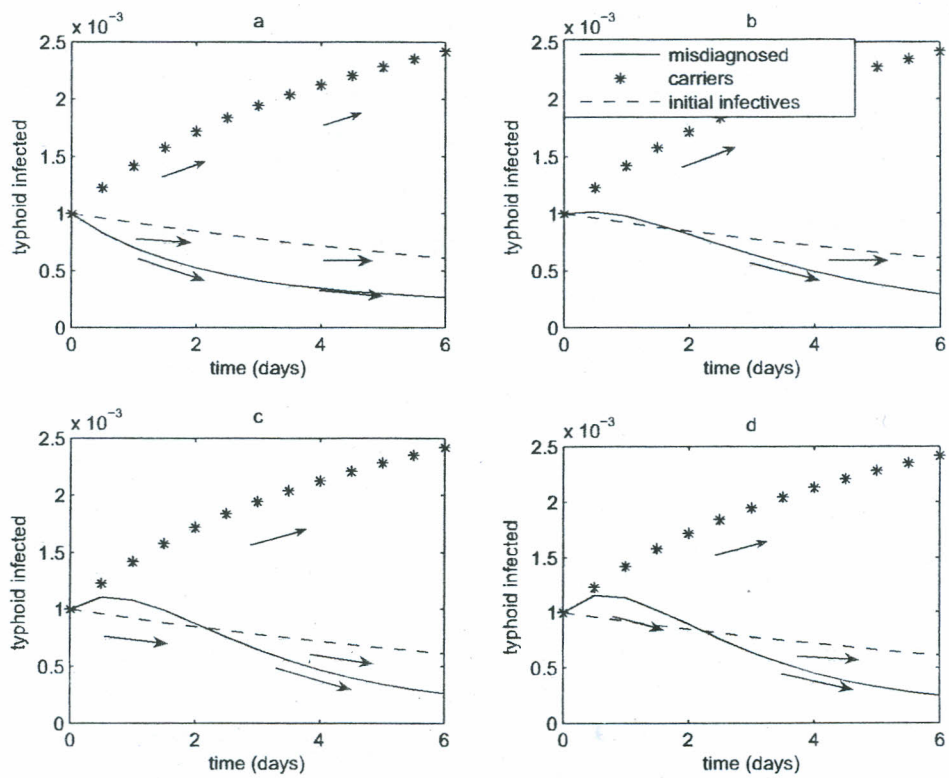 a
x 10⁻³
2.5
2
1.5
1
0.5
0
typhoid infected
0 2 4 6
time (days)
b
x 10⁻³
2.5
2
1.5
1
0.5
0
typhoid infected
misdiagnosed
carriers
initial infectives
0 2 4 6
time (days)
c
x 10⁻³
2.5
2
1.5
1
0.5
0
typhoid infected
0 2 4 6
time (days)
d
x 10⁻³
2.5
2
1.5
1
0.5
0
typhoid infected
0 2 4 6
time (days)